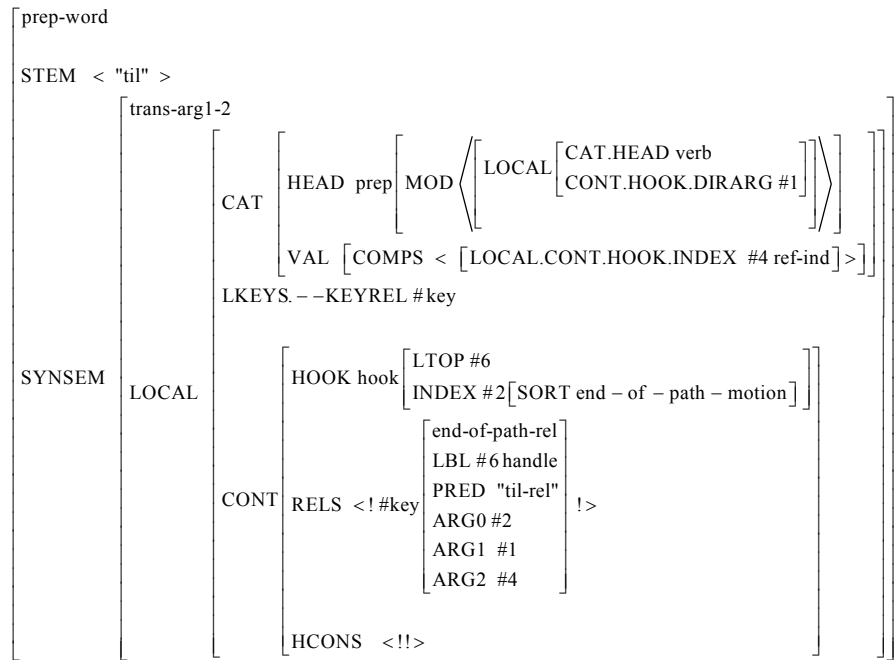 prep-word
STEM < "til" >
trans-arg1-2
CAT
HEAD prep
MOD
LOCAL
CAT.HEAD verb
CONT.HOOK.DIRARG #1
VAL [COMPS < [LOCAL.CONT.HOOK.INDEX #4 ref-ind] >]
LKEYS. – –KEYREL #key
SYNSEM
LOCAL
CONT
HOOK hook
LTOP #6
INDEX #2[SORT end – of – path – motion]
RELS <! #key
end-of-path-rel
LBL #6 handle
PRED "til-rel"
ARG0 #2
ARG1 #1
ARG2 #4
!>
HCONS <!!>